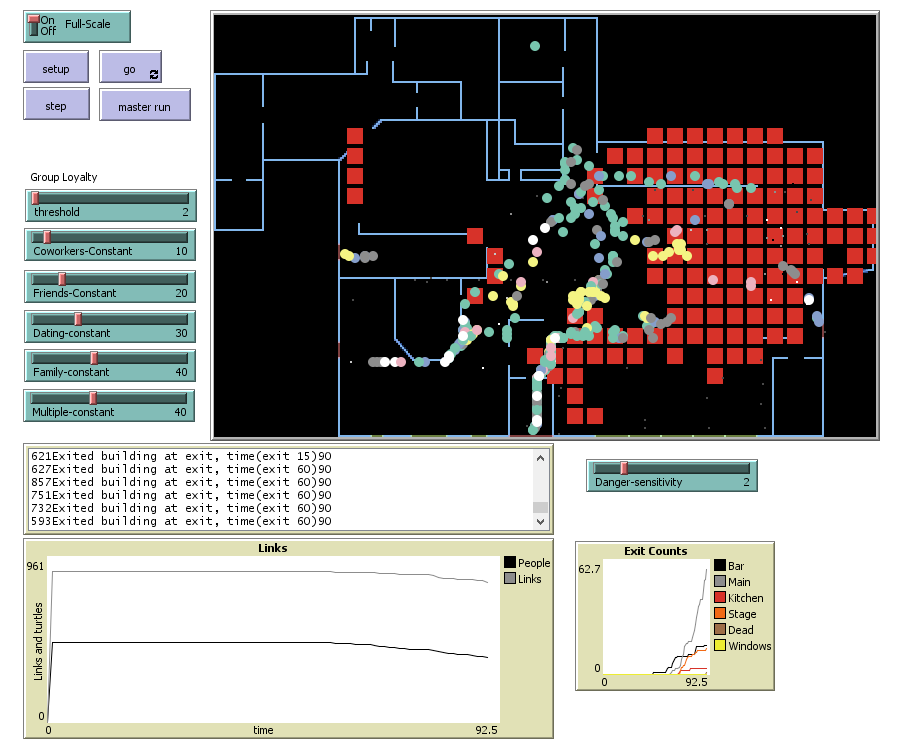 On
Off
Full-Scale
setup
go
step
master run
Group Loyalty
threshold 2
Coworkers-Constant 10
Friends-Constant 20
Dating-constant 30
Family-constant 40
Multiple-constant 40
621Exited building at exit, time(exit 15)90
627Exited building at exit, time(exit 60)90
857Exited building at exit, time(exit 60)90
751Exited building at exit, time(exit 60)90
732Exited building at exit, time(exit 60)90
593Exited building at exit, time(exit 60)90
Danger-sensitivity 2
Links
961
Links and turtles
0
0
time
92.5
People
Links
Exit Counts
62.7
0
0
92.5
Bar
Main
Kitchen
Stage
Dead
Windows